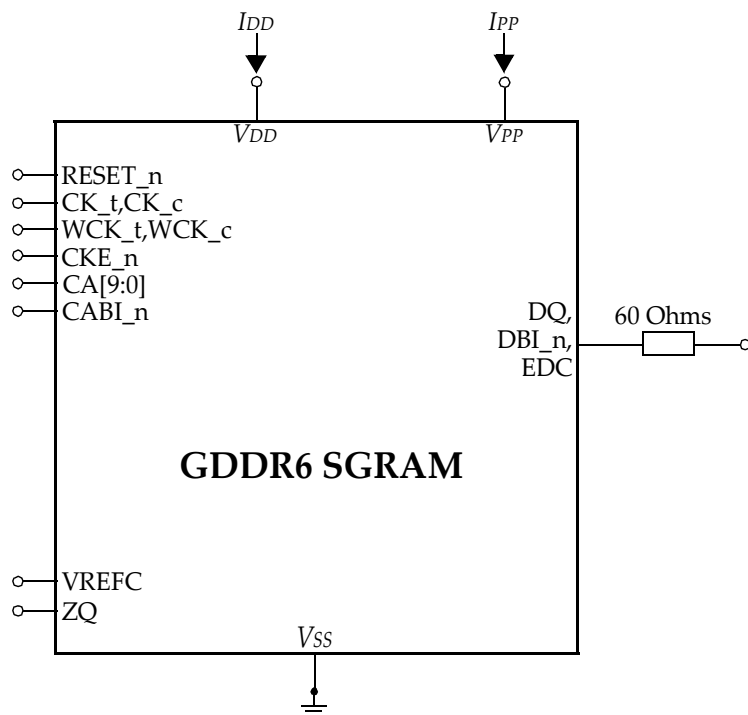 IDD
IPP
VDD
VPP
RESET_n
CK_t,CK_c
WCK_t,WCK_c
CKE_n
CA[9:0]
CABI_n
DQ,
DBI_n,
EDC
60 Ohms
GDDR6 SGRAM
VREFC
ZQ
VSS